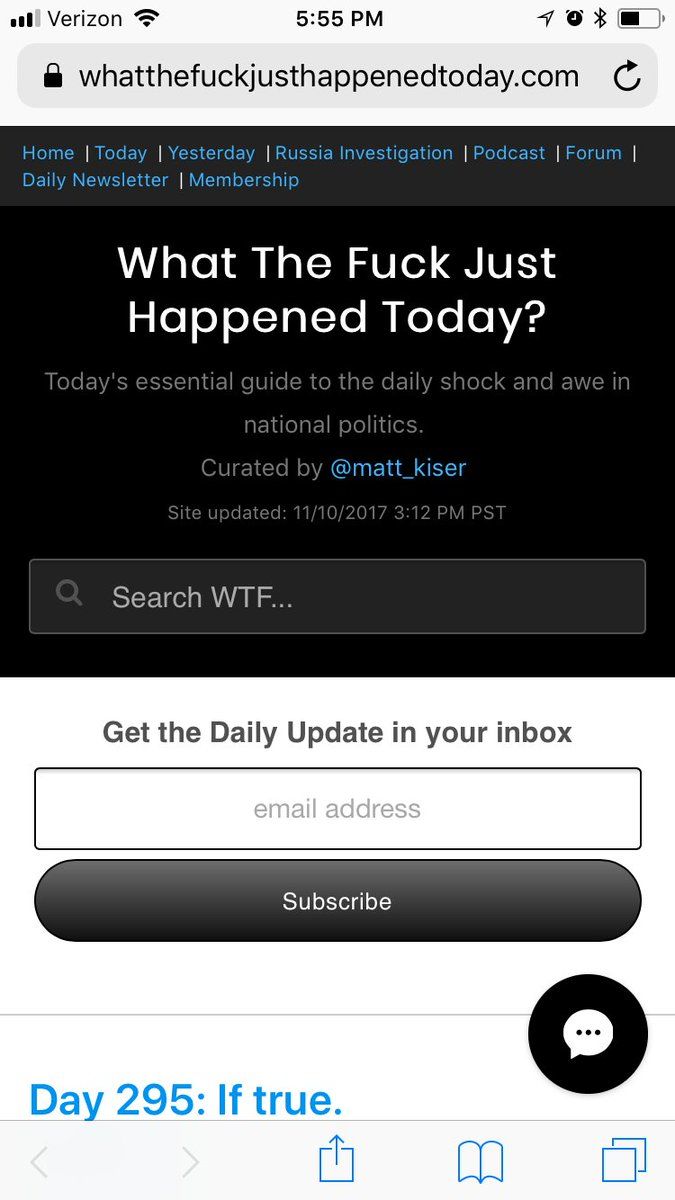 Verizon 5:55 PM
whatthefuckjusthappenedtoday.com
Home | Today | Yesterday | Russia Investigation | Podcast | Forum |
Daily Newsletter | Membership
What The Fuck Just
Happened Today?
Today's essential guide to the daily shock and awe in
national politics.
Curated by @matt_kiser
Site updated: 11/10/2017 3:12 PM PST
Search WTF...
Get the Daily Update in your inbox
email address
Subscribe
Day 295: If true.